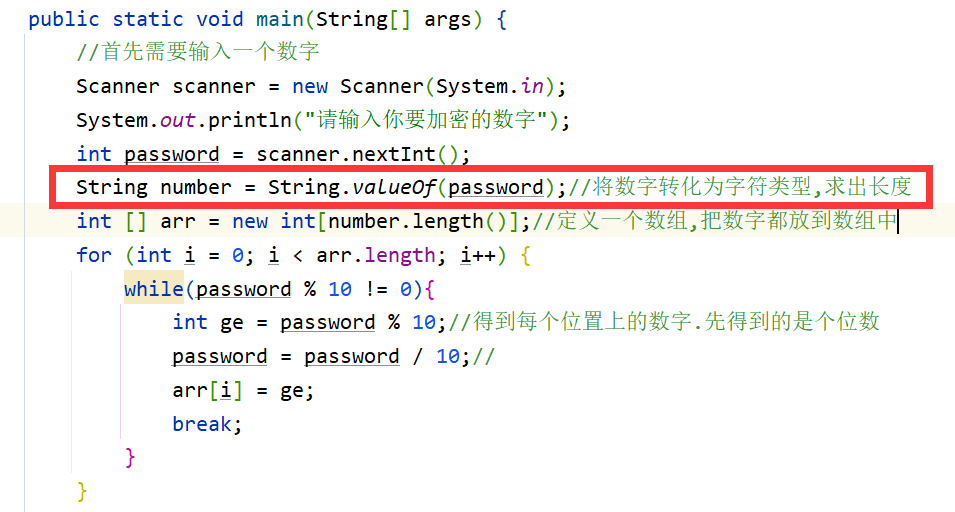 public static void main(String[] args) {
//首先需要输入一个数字
Scanner scanner = new Scanner(System.in);
System.out.println("请输入你要加密的数字");
int password = scanner.nextInt();
String number = String.valueOf(password);//将数字转化为字符类型,求出长度
int [] arr = new int[number.length()];//定义一个数组,把数字都放到数组中
for (int i = 0; i < arr.length; i++) {
while(password % 10 != 0){
int ge = password % 10;//得到每个位置上的数字.先得到的是个位数
password = password / 10;//
arr[i] = ge;
break;
}
}